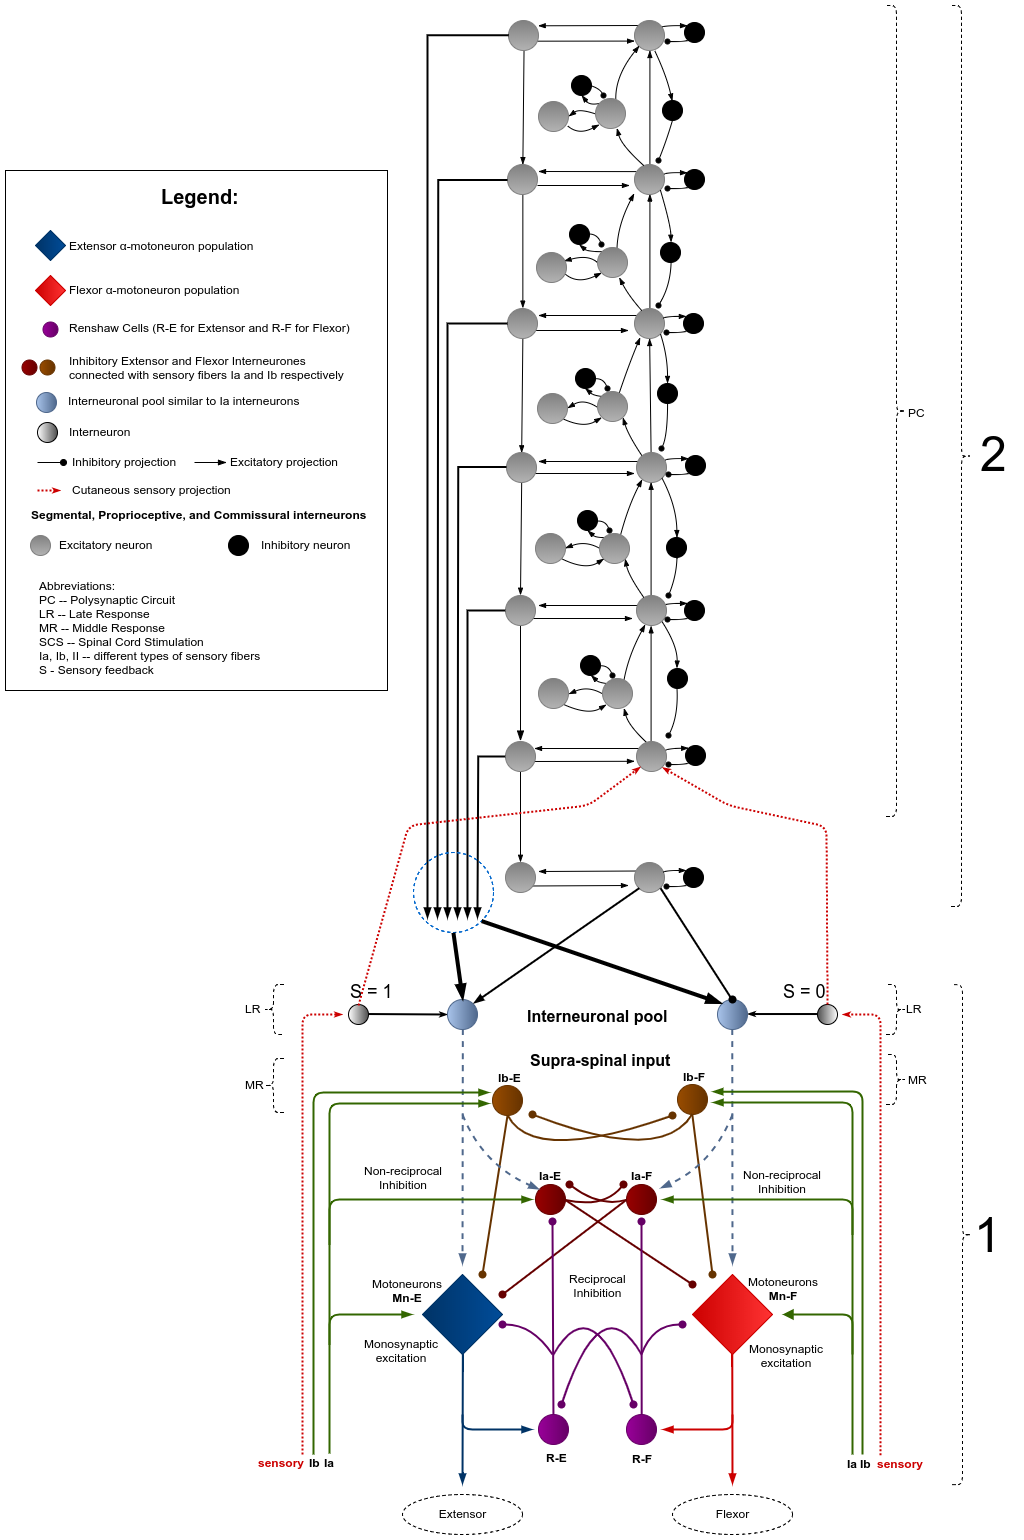 Legend:
Extensor α-motoneuron population
Flexor α-motoneuron population
Renshaw Cells (R-E for Extensor and R-F for Flexor)
Inhibitory Extensor and Flexor Interneurones
connected with sensory fibers Ia and Ib respectively
Interneuronal pool similar to Ia interneurons
Interneuron
Inhibitory projection
Excitatory projection
Cutaneous sensory projection
Segmental, Proprioceptive, and Commissural interneurons
Excitatory neuron
Inhibitory neuron
Abbreviations:
PC -- Polysynaptic Circuit
LR -- Late Response
MR -- Middle Response
SCS -- Spinal Cord Stimulation
Ia, Ib, II -- different types of sensory fibers
S - Sensory feedback
PC
2
S = 1
S = 0
LR
LR
Interneuronal pool
Supra-spinal input
MR
MR
Ib-E
Ib-F
Non-reciprocal
Inhibition
Ia-E
Ia-F
Non-reciprocal
Inhibition
1
Motoneurons
Mn-E
Reciprocal
Inhibition
Motoneurons
Mn-F
Monosynaptic
excitation
Monosynaptic
excitation
R-E
R-F
sensory Ib Ia
Ia Ib sensory
Extensor
Flexor